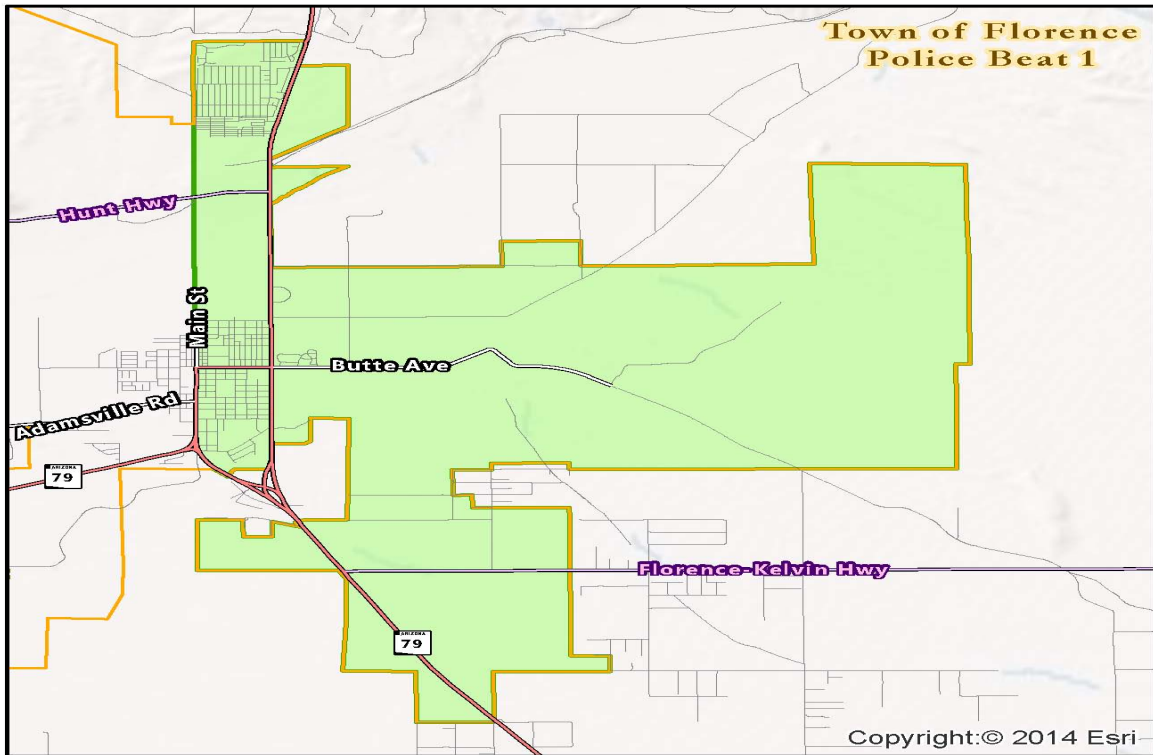 Town of Florence
Police Beat 1
Hunt Hwy
Main St
Butte Ave
Adamsville Rd
ARIZONA
79
Florence-Kelvin Hwy
ARIZONA
79
Copyright:© 2014 Esri